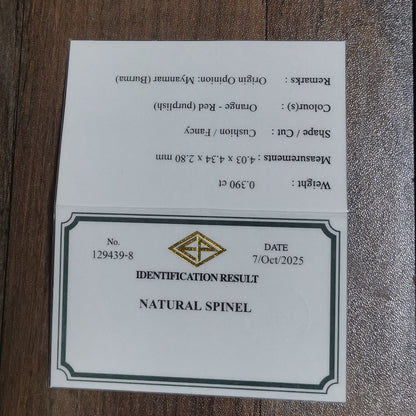 Weight : 0.390 ct
Measurements : 4.03 x 4.34 x 2.80 mm
Shape / Cut : Cushion / Fancy
Colour(s) : Orange - Red (purplish)
Remarks : Origin Opinion: Myanmar (Burma)
No.
129439-8
DATE
7/Oct/2025
IDENTIFICATION RESULT
NATURAL SPINEL